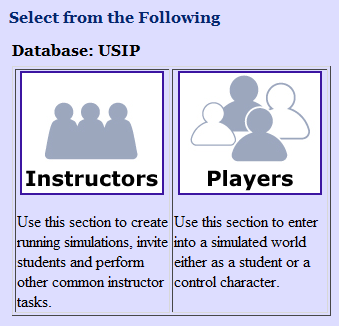 Select from the Following
Database: USIP
Instructors
Use this section to create
running simulations, invite
students and perform
other common instructor
tasks.
Players
Use this section to enter
into a simulated world
either as a student or a
control character.